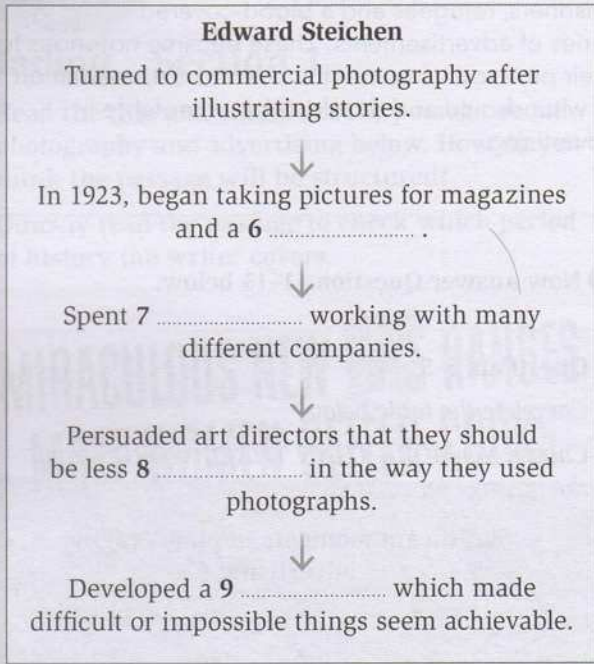 Edward Steichen
Turned to commercial photography after
illustrating stories.
↓
In 1923, began taking pictures for magazines
and a 6 .................... .
↓
Spent 7 .................... working with many
different companies.
↓
Persuaded art directors that they should
be less 8 .................... in the way they used
photographs.
↓
Developed a 9 .................... which made
difficult or impossible things seem achievable.